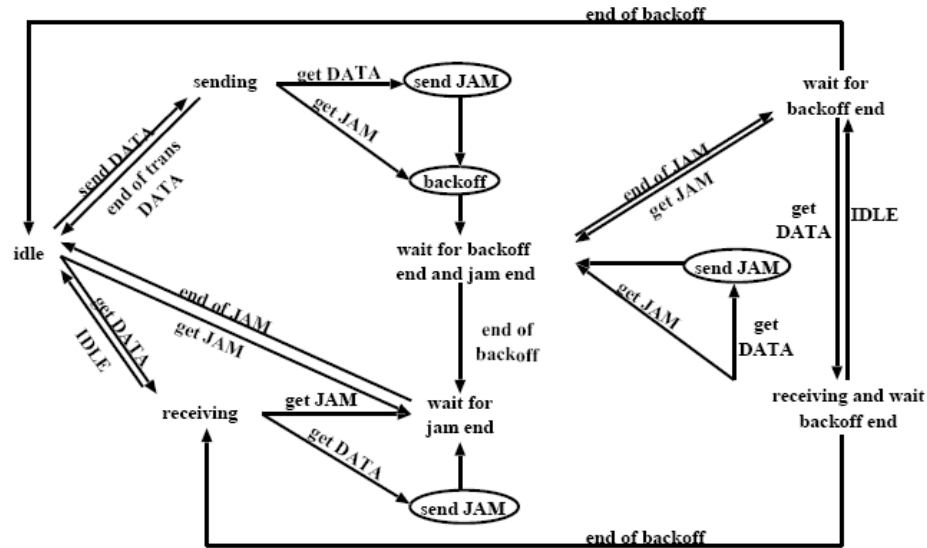 end of backoff
sending
get DATA
send JAM
wait for
backoff end
get JAM
send DATA
end of trans
DATA
backoff
end of JAM
get JAM
get
DATA
IDLE
idle
wait for backoff
end and jam end
send JAM
get JAM
get
DATA
end of JAM
get JAM
get DATA
IDLE
end of
backoff
receiving
get JAM
wait for
jam end
receiving and wait
backoff end
get DATA
send JAM
end of backoff